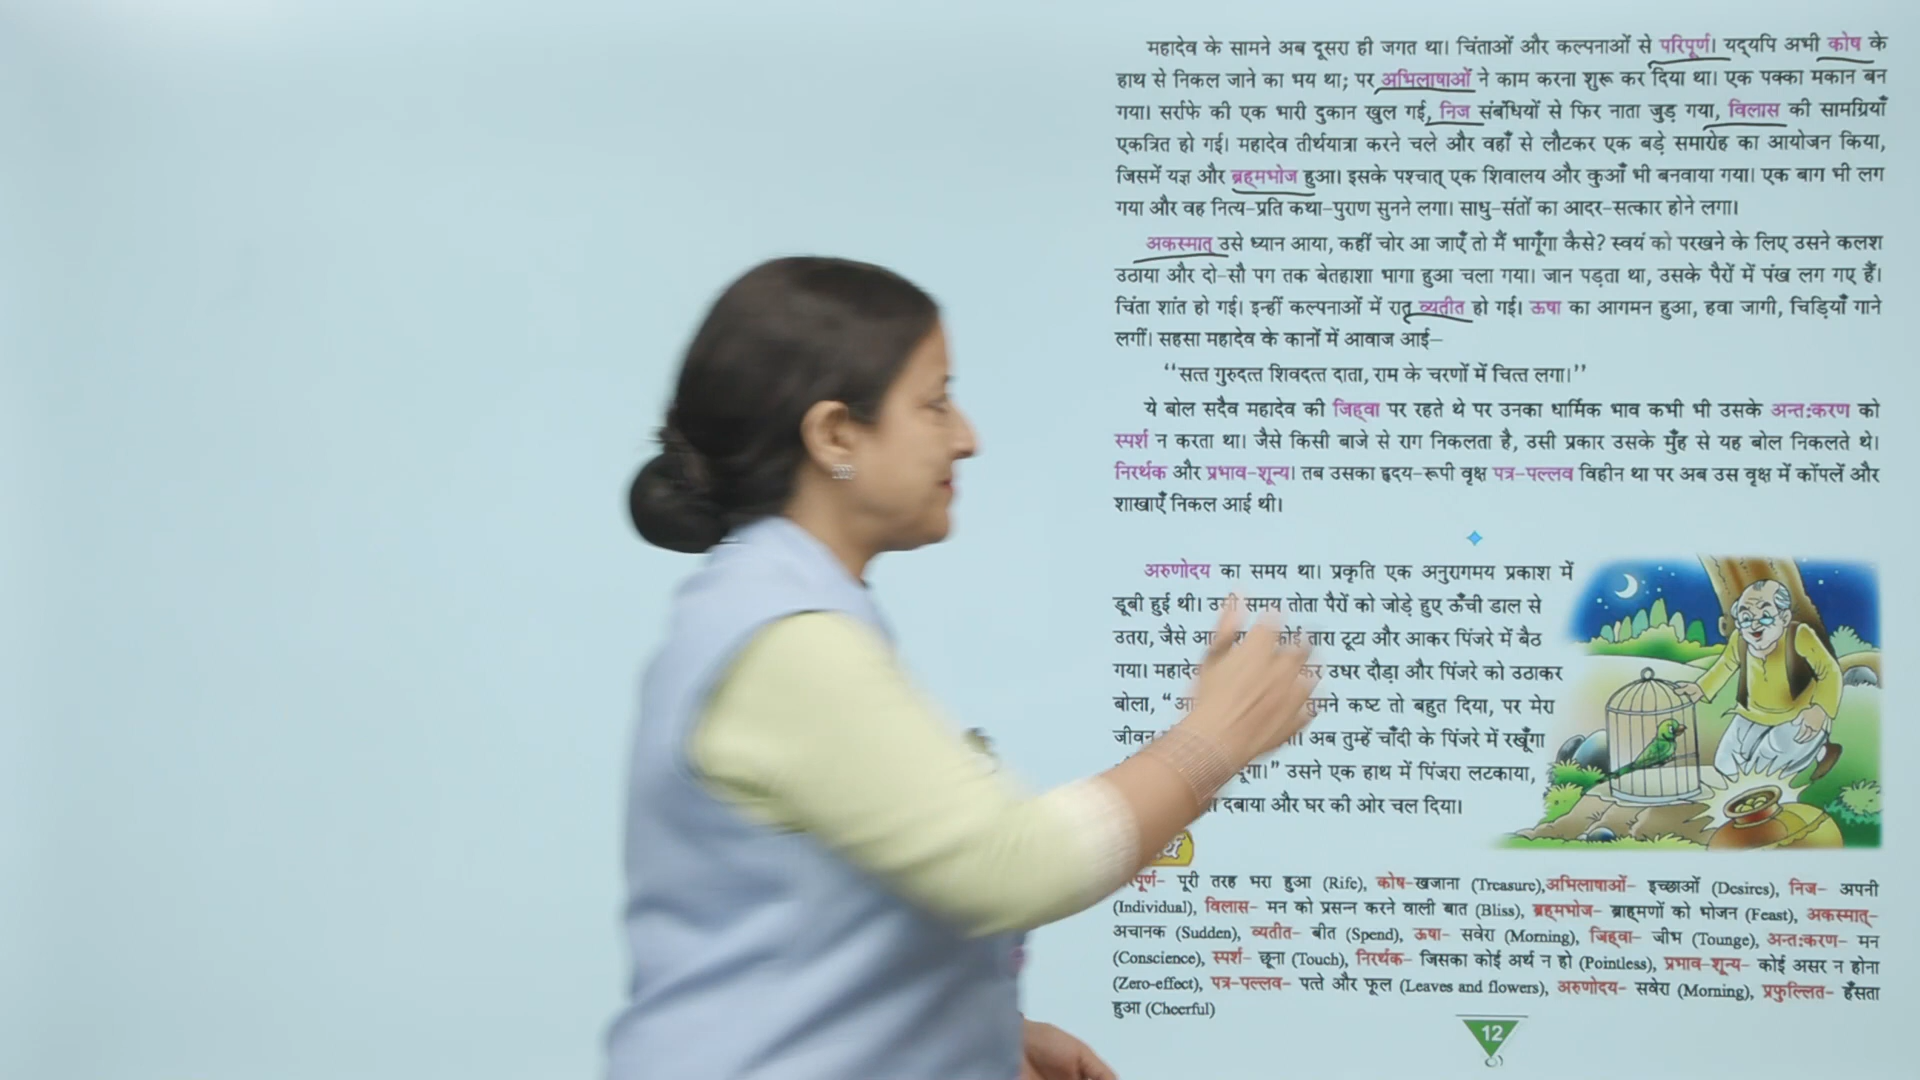 महादेव के सामने अब दूसरा ही जगत था। चिंताओं और कल्पनाओं से परिपूर्ण। यद्यपि अभी कोष के
हाथ से निकल जाने का भय था; पर अभिलाषाओं ने काम करना शुरू कर दिया था। एक पक्का मकान बन
गया। सर्राफे की एक भारी दुकान खुल गई, निज संबंधियों से फिर नाता जुड़ गया, विलास की सामग्रियाँ
एकत्रित हो गई। महादेव तीर्थयात्रा करने चले और वहाँ से लौटकर एक बड़े समारोह का आयोजन किया,
जिसमें यज्ञ और ब्रह्मभोज हुआ। इसके पश्चात् एक शिवालय और कुआँ भी बनवाया गया। एक बाग भी लग
गया और वह नित्य-प्रति कथा-पुराण सुनने लगा। साधु-संतों का आदर-सत्कार होने लगा।
अकस्मात् उसे ध्यान आया, कहीं चोर आ जाएँ तो मैं भागूँगा कैसे? स्वयं को परखने के लिए उसने कलश
उठाया और दो-सौ पग तक बेतहाशा भागा हुआ चला गया। जान पड़ता था, उसके पैरों में पंख लग गए हैं।
चिंता शांत हो गई। इन्हीं कल्पनाओं में रात व्यतीत हो गई। ऊषा का आगमन हुआ, हवा जागी, चिड़ियाँ गाने
लगीं। सहसा महादेव के कानों में आवाज आई–
‘‘सत्त गुरुदत्त शिवदत्त दाता, राम के चरणों में चित्त लगा।’’
ये बोल सदैव महादेव की जिह्वा पर रहते थे पर उनका धार्मिक भाव कभी भी उसके अन्त:करण को
स्पर्श न करता था। जैसे किसी बाजे से राग निकलता है, उसी प्रकार उसके मुँह से यह बोल निकलते थे।
निरर्थक और प्रभाव-शून्य। तब उसका हृदय-रूपी वृक्ष पत्र-पल्लव विहीन था पर अब उस वृक्ष में कोंपलें और
शाखाएँ निकल आई थी।
अरुणोदय का समय था। प्रकृति एक अनुरागमय प्रकाश में
डूबी हुई थी। उसी समय तोता पैरों को जोड़े हुए ऊँची डाल से
उतरा, जैसे कोई तारा टूटा और आकर पिंजरे में बैठ
गया। महादेव उधर दौड़ा और पिंजरे को उठाकर
बोला, “ तुमने कष्ट तो बहुत दिया, पर मेरा
जीवन अब तुम्हें चाँदी के पिंजरे में रखूँगा
उसने एक हाथ में पिंजरा लटकाया,
दबाया और घर की ओर चल दिया।
पूरी तरह भरा हुआ (Rife), कोष-खजाना (Treasure),अभिलाषाओं– इच्छाओं (Desires), निज– अपनी
(Individual), विलास– मन को प्रसन्न करने वाली बात (Bliss), ब्रह्मभोज– ब्राह्मणों को भोजन (Feast), अकस्मात्–
अचानक (Sudden), व्यतीत– बीत (Spend), ऊषा– सवेरा (Morning), जिह्वा– जीभ (Tounge), अन्त:करण– मन
(Conscience), स्पर्श– छूना (Touch), निरर्थक– जिसका कोई अर्थ न हो (Pointless), प्रभाव-शून्य– कोई असर न होना
(Zero-effect), पत्र-पल्लव– पत्ते और फूल (Leaves and flowers), अरुणोदय– सवेरा (Morning), प्रफुल्लित– हँसता
हुआ (Cheerful)
12